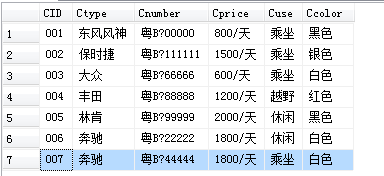 CID Ctype Cnumber Cprice Cuse Ccolor
1 001 东风风神 粤B?00000 800/天 乘坐 黑色
2 002 保时捷 粤B?111111 1500/天 乘坐 银色
3 003 大众 粤B?66666 600/天 乘坐 白色
4 004 丰田 粤B?88888 1200/天 越野 红色
5 005 林肯 粤B?99999 2000/天 休闲 黑色
6 006 奔驰 粤B?22222 1800/天 休闲 白色
7 007 奔驰 粤B?44444 1800/天 乘坐 白色